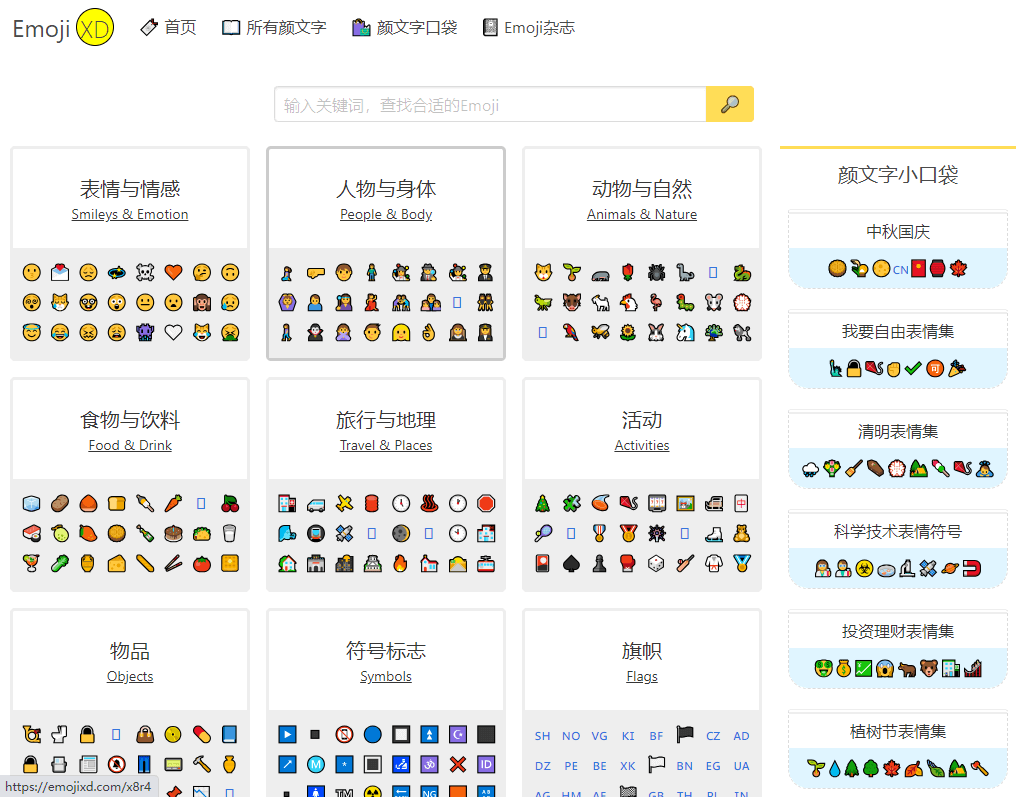 Emoji XD 首页 所有颜文字 颜文字口袋 Emoji杂志
输入关键词，查找合适的Emoji
表情与情感
Smileys & Emotion
人物与身体
People & Body
动物与自然
Animals & Nature
食物与饮料
Food & Drink
旅行与地理
Travel & Places
活动
Activities
物品
Objects
符号标志
Symbols
旗帜
Flags
SH NO VG KI BF CZ AD
DZ PE BE XK BN EG UA
AG HM AF GB TH PL IN
颜文字小口袋
中秋国庆
CN
我要自由表情集
可
清明表情集
科学技术表情符号
投资理财表情集
植树节表情集
https://emojixd.com/x8r4